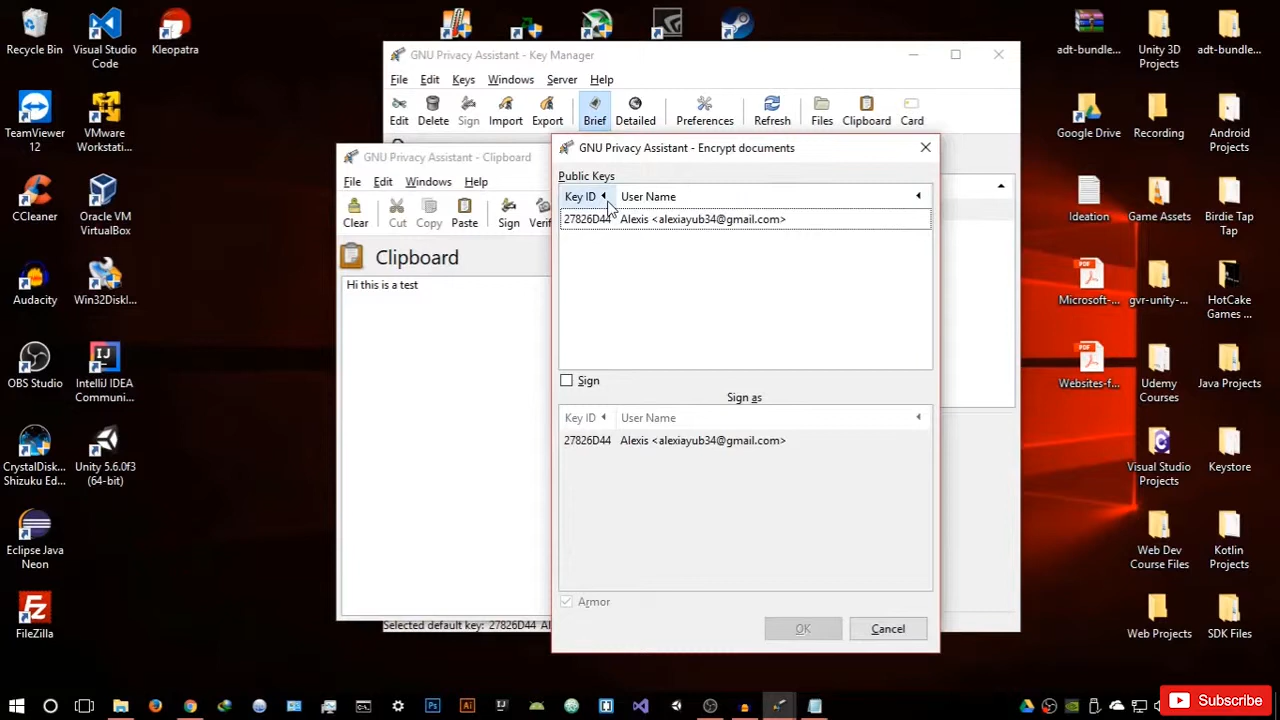 Recycle Bin
Visual Studio Code
Kleopatra
TeamViewer 12
VMware Workstati...
CCleaner
Oracle VM VirtualBox
Audacity
Win32Diskl...
OBS Studio
IntelliJ IDEA Communi...
CrystalDisk... Shizuku Ed...
Unity 5.6.0f3 (64-bit)
Eclipse Java Neon
FileZilla
GNU Privacy Assistant - Key Manager
File Edit Keys Windows Server Help
Edit Delete Sign Import Export Brief Detailed Preferences Refresh Files Clipboard Card
GNU Privacy Assistant - Clipboard
File Edit Windows Help
Clear Cut Copy Paste Sign Verif
Clipboard
Hi this is a test
Selected default key: 27826D44 Al
GNU Privacy Assistant - Encrypt documents
Public Keys
Key ID User Name
27826D44 Alexis <alexiayub34@gmail.com>
Sign
Sign as
Key ID User Name
27826D44 Alexis <alexiayub34@gmail.com>
Armor
OK Cancel
adt-bundle...
Unity 3D Projects
adt-bundle...
Google Drive
Recording
Android Projects
Ideation
Game Assets
Birdie Tap Tap
Microsoft-...
gvr-unity-...
HotCake Games ...
Websites-f...
Udemy Courses
Java Projects
Visual Studio Projects
Keystore
Web Dev Course Files
Kotlin Projects
Web Projects
SDK Files
Subscribe